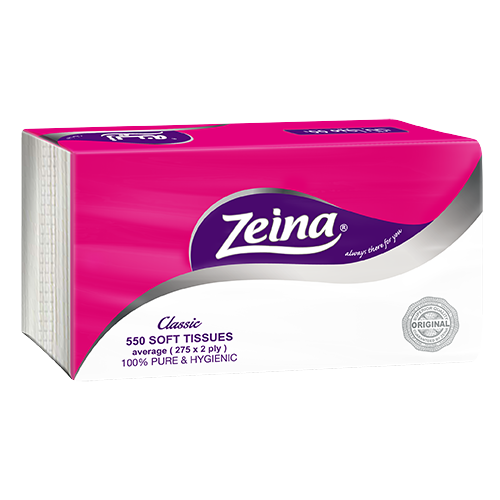 Zeina®
always there for you
Classic
550 SOFT TISSUES
average ( 275 x 2 ply )
100% PURE & HYGIENIC
ORIGINAL